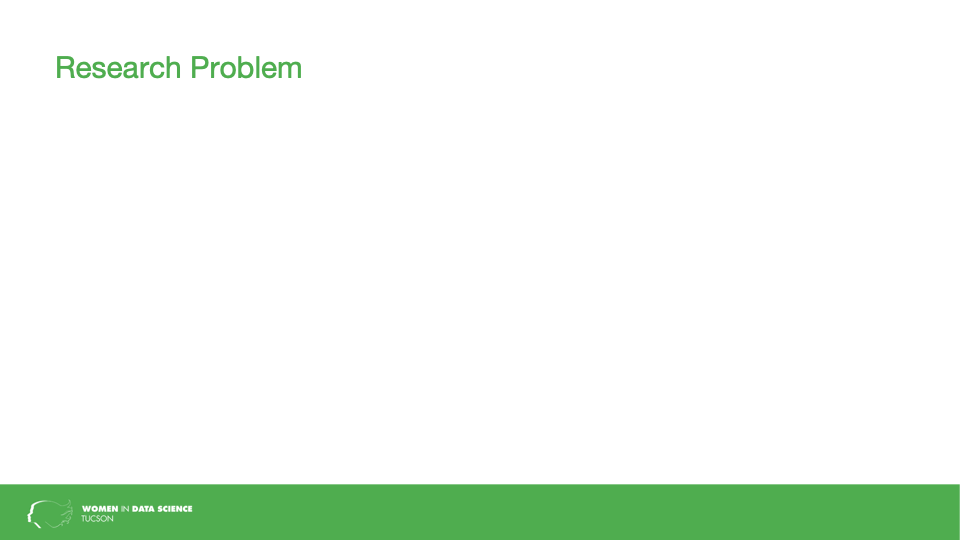 Research Problem
WOMEN IN DATA SCIENCE
TUCSON